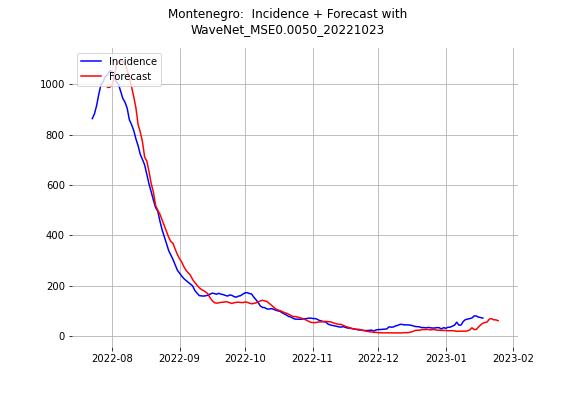 Montenegro:  Incidence + Forecast with
WaveNet_MSE0.0050_20221023
Incidence
Forecast
1000
800
600
400
200
0
2022-08 2022-09 2022-10 2022-11 2022-12 2023-01 2023-02